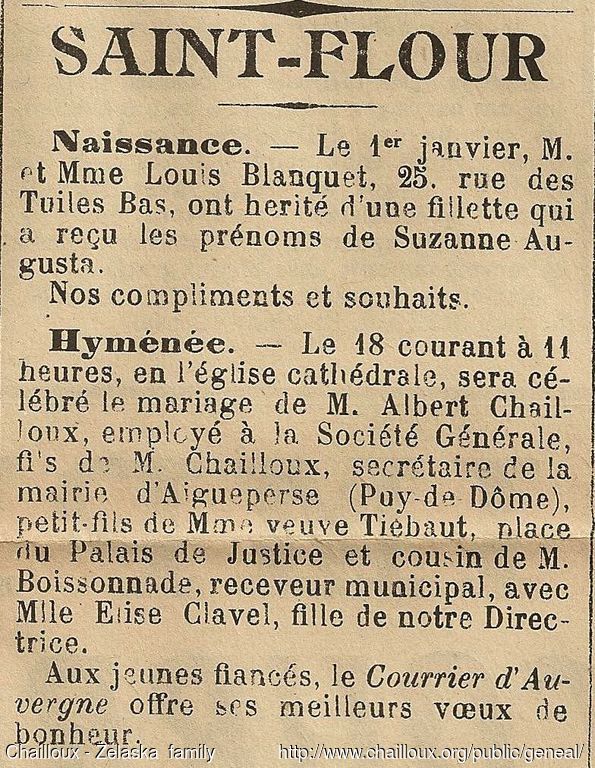 SAINT-FLOUR
Naissance. — Le 1er janvier, M.
et Mme Louis Blanquet, 25. rue des
Tuiles Bas, ont herité d'une fillette qui
a reçu les prénoms de Suzanne Au-
gusta.
Nos compliments et souhaits.
Hyménée. — Le 18 courant à 11
heures, en l'église cathédrale, sera cé-
lébré le mariage de M. Albert Chail-
loux, employé à la Société Générale,
fi's de M. Chailloux, secrétaire de la
mairie d'Aigueperse (Puy-de-Dôme),
petit-fils de Mme veuve Tiébaut, place
du Palais de Justice et cousin de M.
Boissonnade, receveur municipal, avec
Mlle Elise Clavel, fille de notre Direc-
trice.
Aux jeunes fiancés, le Courrier d'Au-
vergne offre ses meilleurs vœux de
bonheur.
Chailloux - Zelaska family http://www.chailloux.org/public/geneal/